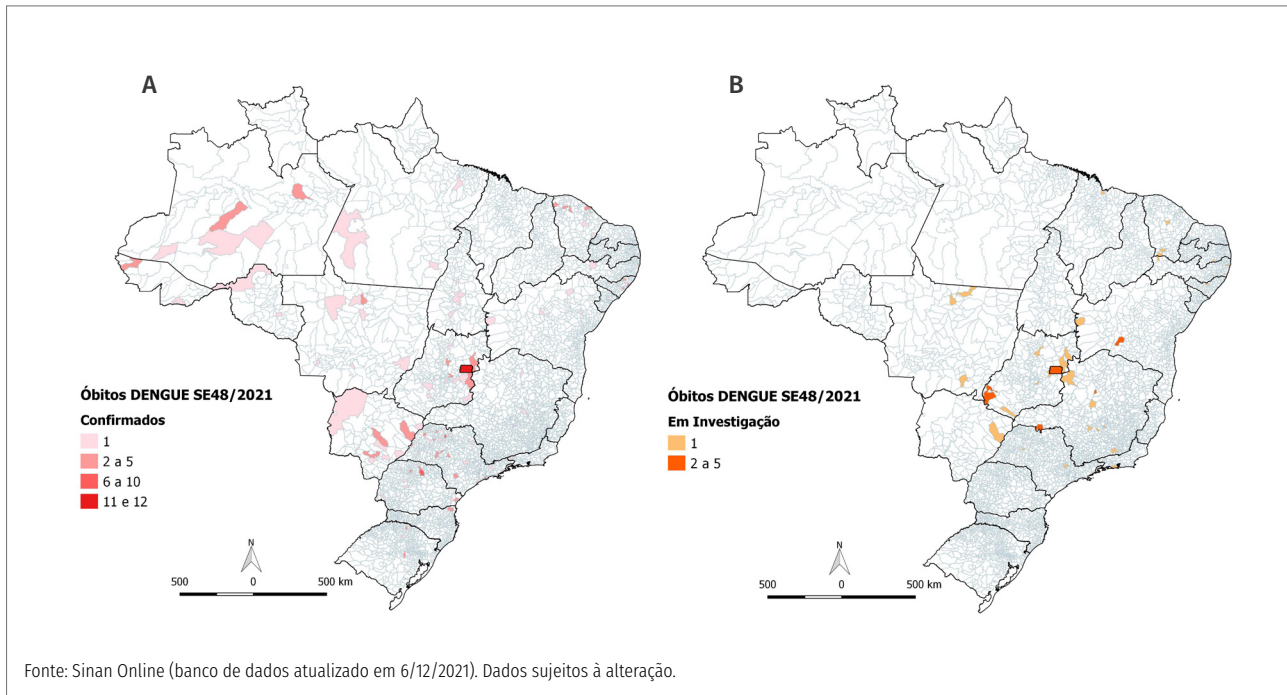 A
Óbitos DENGUE SE48/2021
Confirmados
1
2 a 5
6 a 10
11 e 12
N
500 0 500 km
B
Óbitos DENGUE SE48/2021
Em Investigação
1
2 a 5
N
500 0 500 km
Fonte: Sinan Online (banco de dados atualizado em 6/12/2021). Dados sujeitos à alteração.